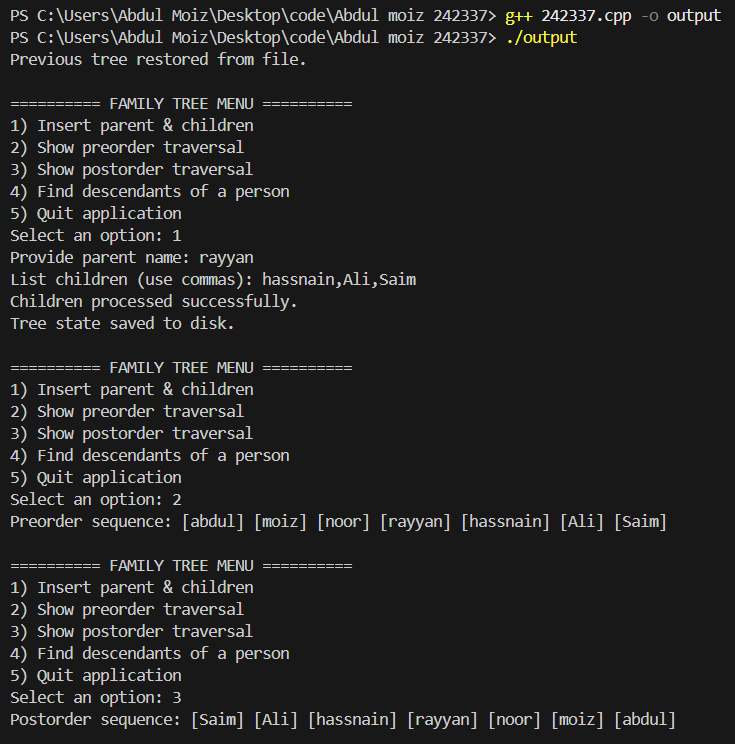 PS C:\Users\Abdul Moiz\Desktop\code\Abdul moiz 242337> g++ 242337.cpp -o output
PS C:\Users\Abdul Moiz\Desktop\code\Abdul moiz 242337> ./output
Previous tree restored from file.

========== FAMILY TREE MENU ==========
1) Insert parent & children
2) Show preorder traversal
3) Show postorder traversal
4) Find descendants of a person
5) Quit application
Select an option: 1
Provide parent name: rayyan
List children (use commas): hassnain,Ali,Saim
Children processed successfully.
Tree state saved to disk.

========== FAMILY TREE MENU ==========
1) Insert parent & children
2) Show preorder traversal
3) Show postorder traversal
4) Find descendants of a person
5) Quit application
Select an option: 2
Preorder sequence: [abdul] [moiz] [noor] [rayyan] [hassnain] [Ali] [Saim]

========== FAMILY TREE MENU ==========
1) Insert parent & children
2) Show preorder traversal
3) Show postorder traversal
4) Find descendants of a person
5) Quit application
Select an option: 3
Postorder sequence: [Saim] [Ali] [hassnain] [rayyan] [noor] [moiz] [abdul]